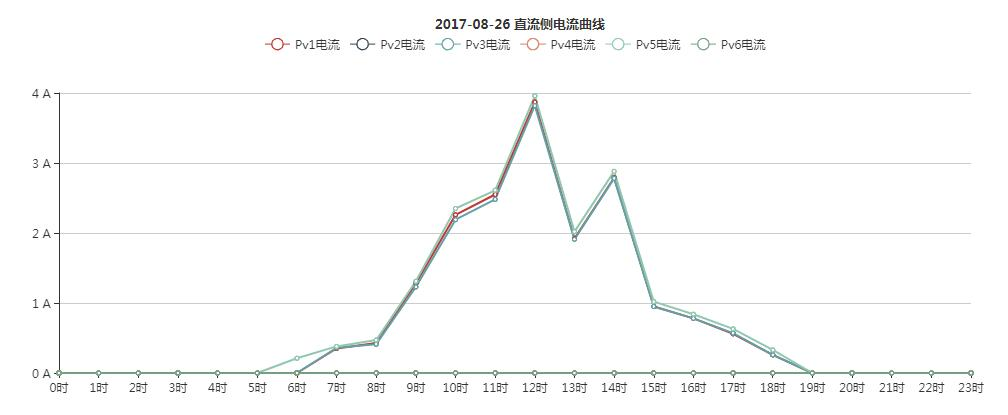 2017-08-26 直流侧电流曲线
Pv1电流 Pv2电流 Pv3电流 Pv4电流 Pv5电流 Pv6电流
4 A
3 A
2 A
1 A
0 A
0时 1时 2时 3时 4时 5时 6时 7时 8时 9时 10时 11时 12时 13时 14时 15时 16时 17时 18时 19时 20时 21时 22时 23时